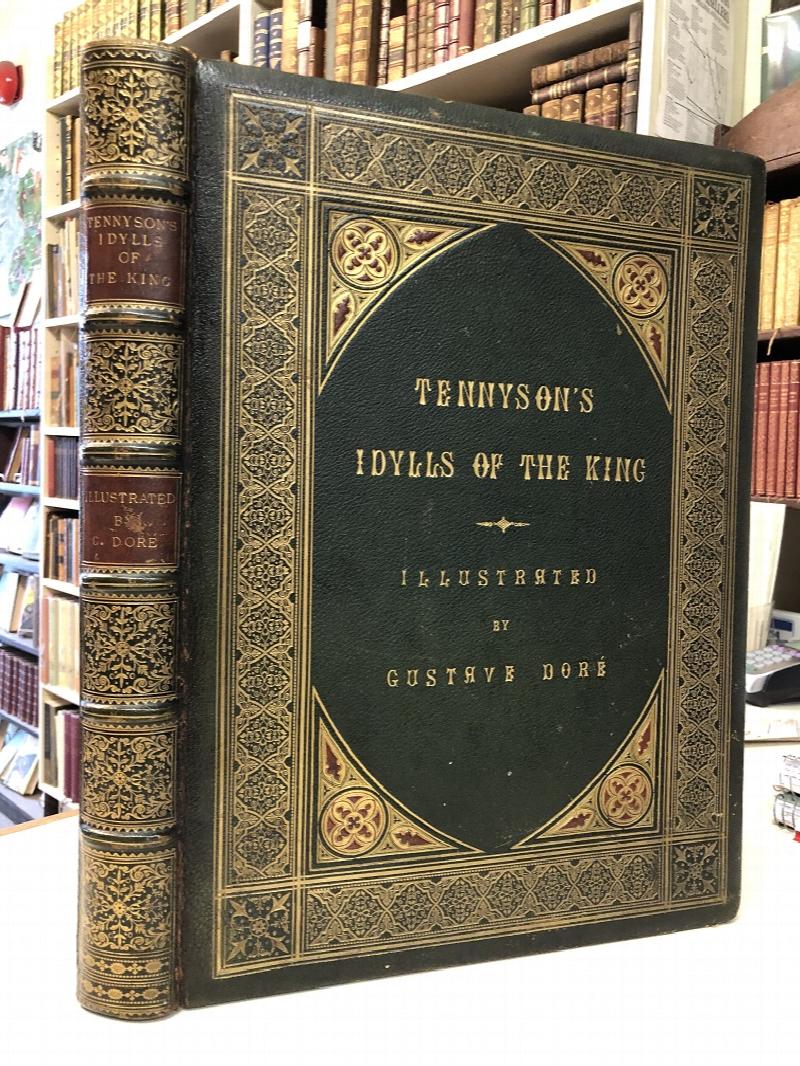 TENNYSON'S
IDYLLS
OF
THE KING
ILLUSTRATED
BY
G. DORÉ
TENNYSON'S
IDYLLS OF THE KING
ILLUSTRATED
BY
GUSTAVE DORÉ